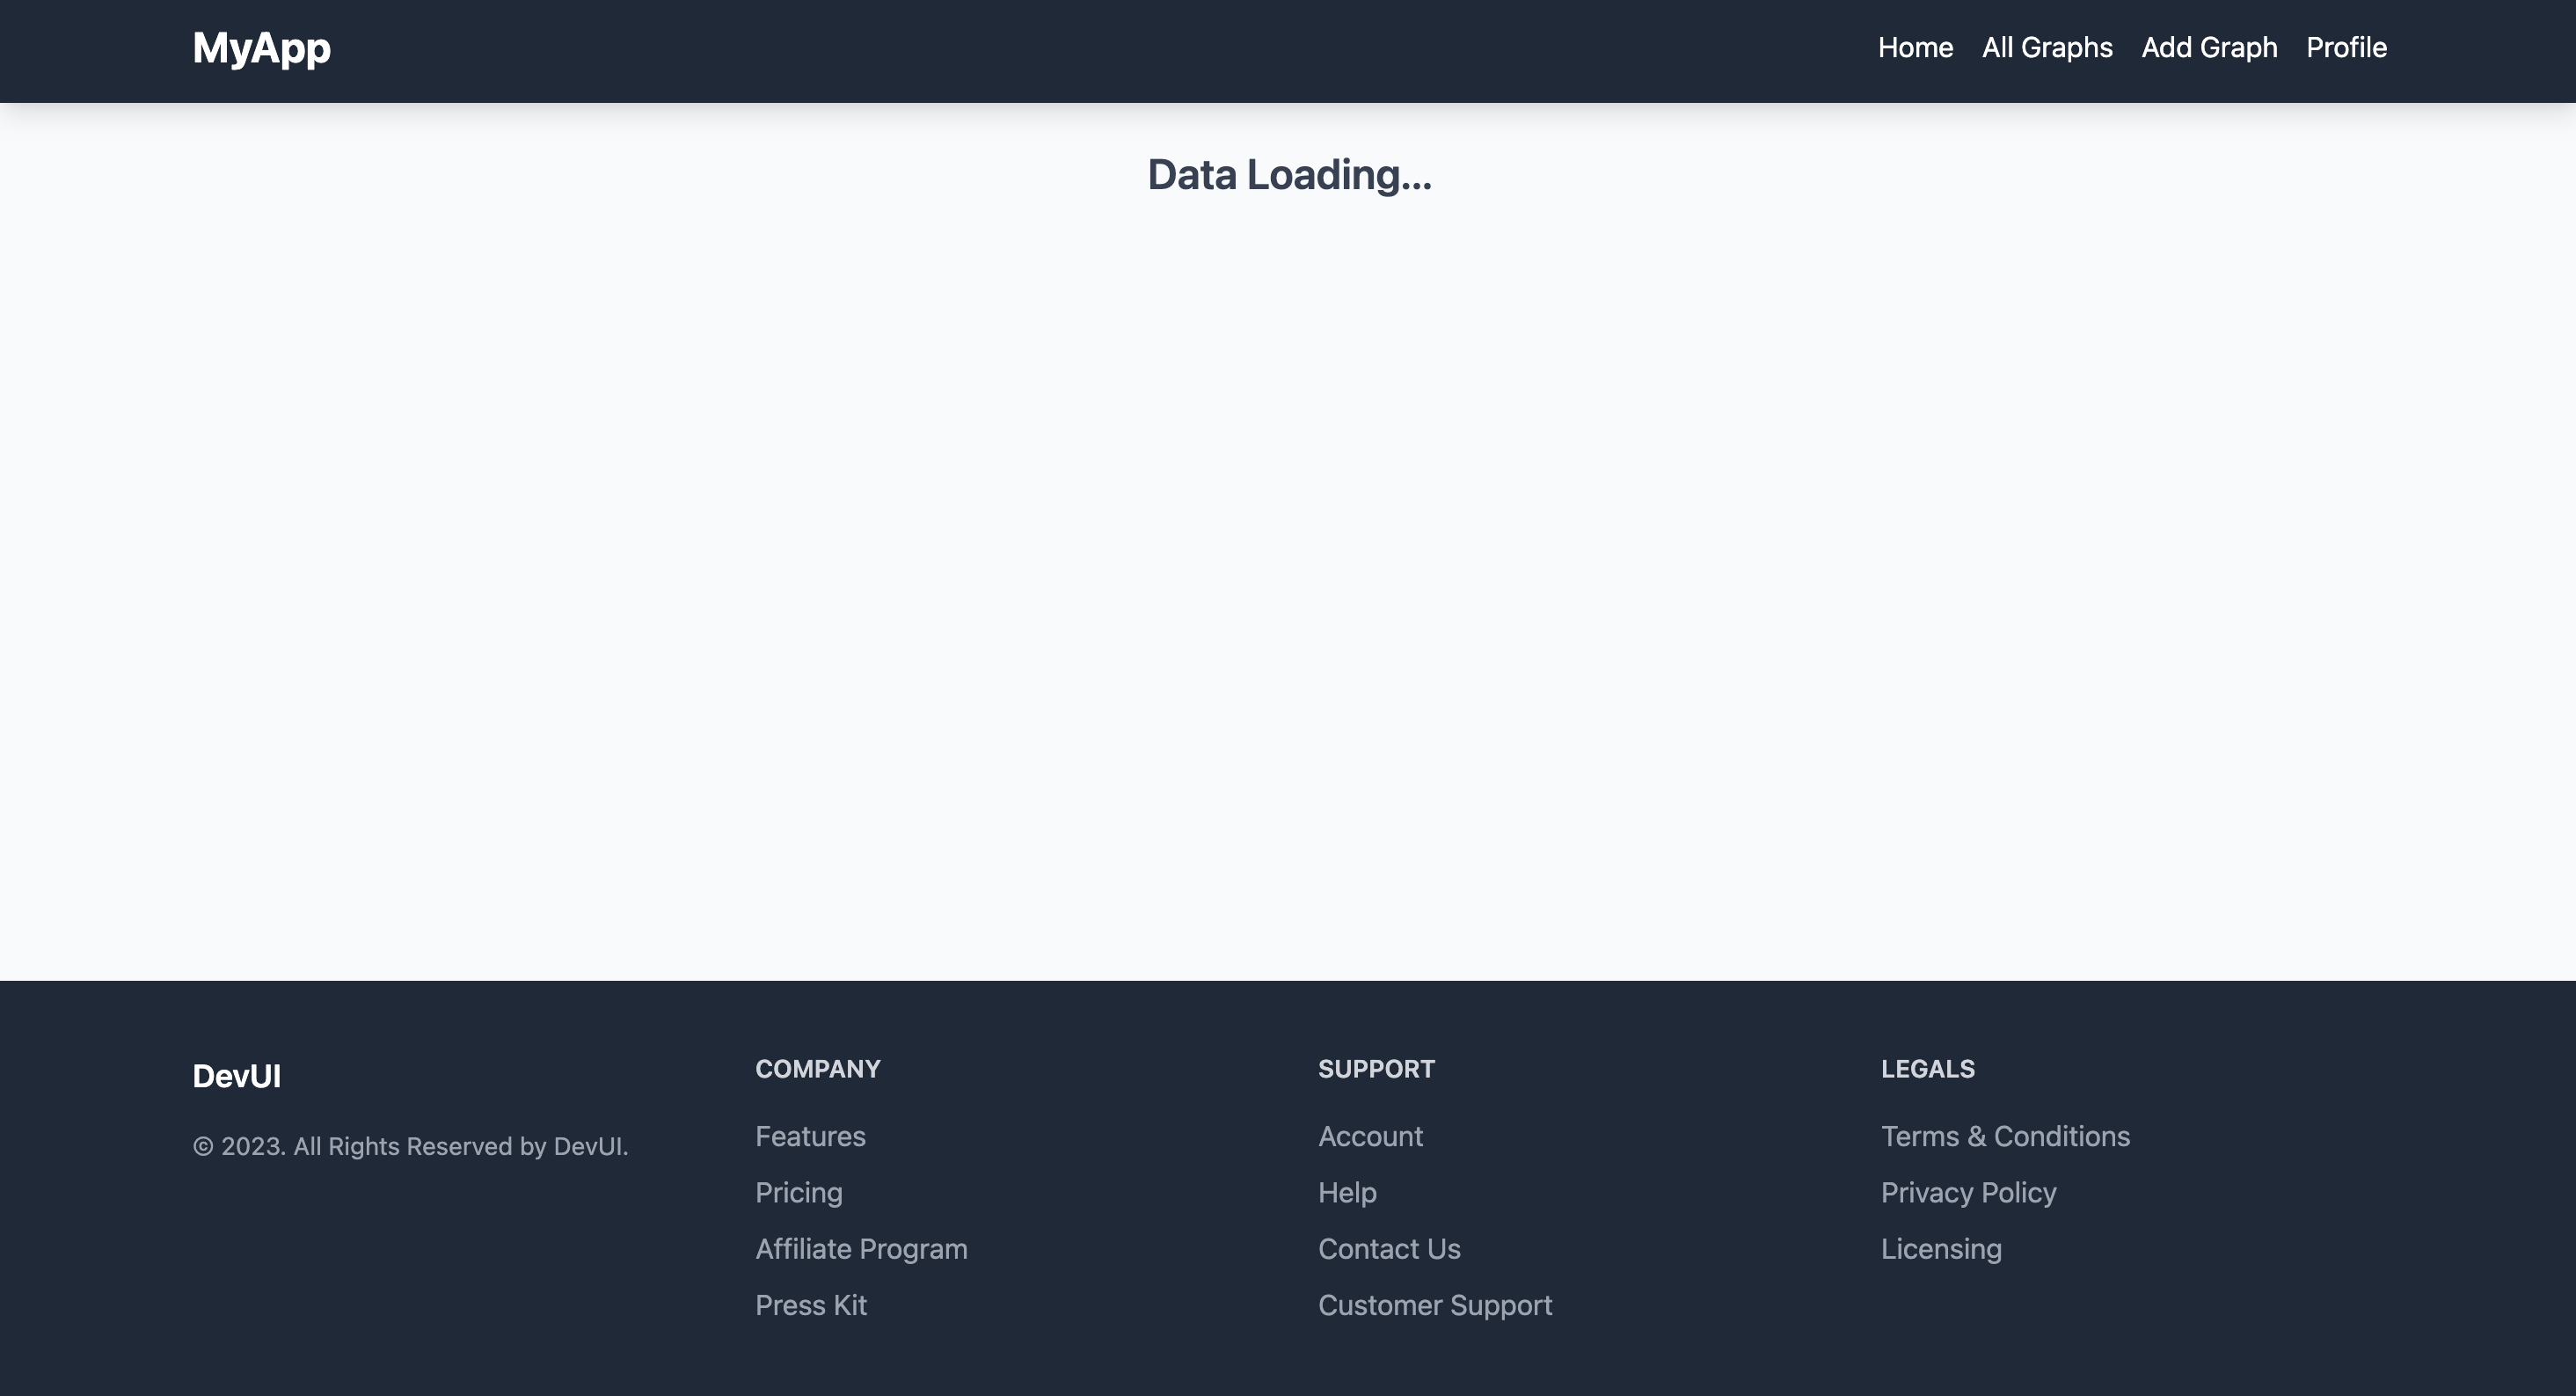 MyApp
Home
All Graphs
Add Graph
Profile
Data Loading...
DevUI
© 2023. All Rights Reserved by DevUI.
COMPANY
Features
Pricing
Affiliate Program
Press Kit
SUPPORT
Account
Help
Contact Us
Customer Support
LEGALS
Terms & Conditions
Privacy Policy
Licensing